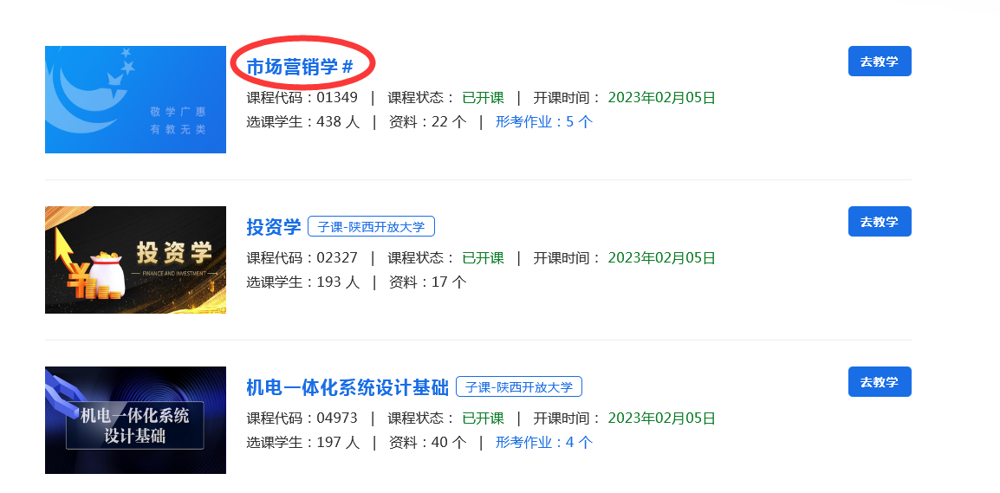 敬学广惠
有教无类
市场营销学#
去教学
课程代码：01349 | 课程状态： 已开课 | 开课时间： 2023年02月05日
选课学生：438 人 | 资料：22 个 | 形考作业：5 个
投资学
FINANCE AND INVESTMENT
投资学 子课-陕西开放大学
去教学
课程代码：02327 | 课程状态： 已开课 | 开课时间： 2023年02月05日
选课学生：193 人 | 资料：17 个
机电一体化系统
设计基础
机电一体化系统设计基础 子课-陕西开放大学
去教学
课程代码：04973 | 课程状态： 已开课 | 开课时间： 2023年02月05日
选课学生：197 人 | 资料：40 个 | 形考作业：4 个